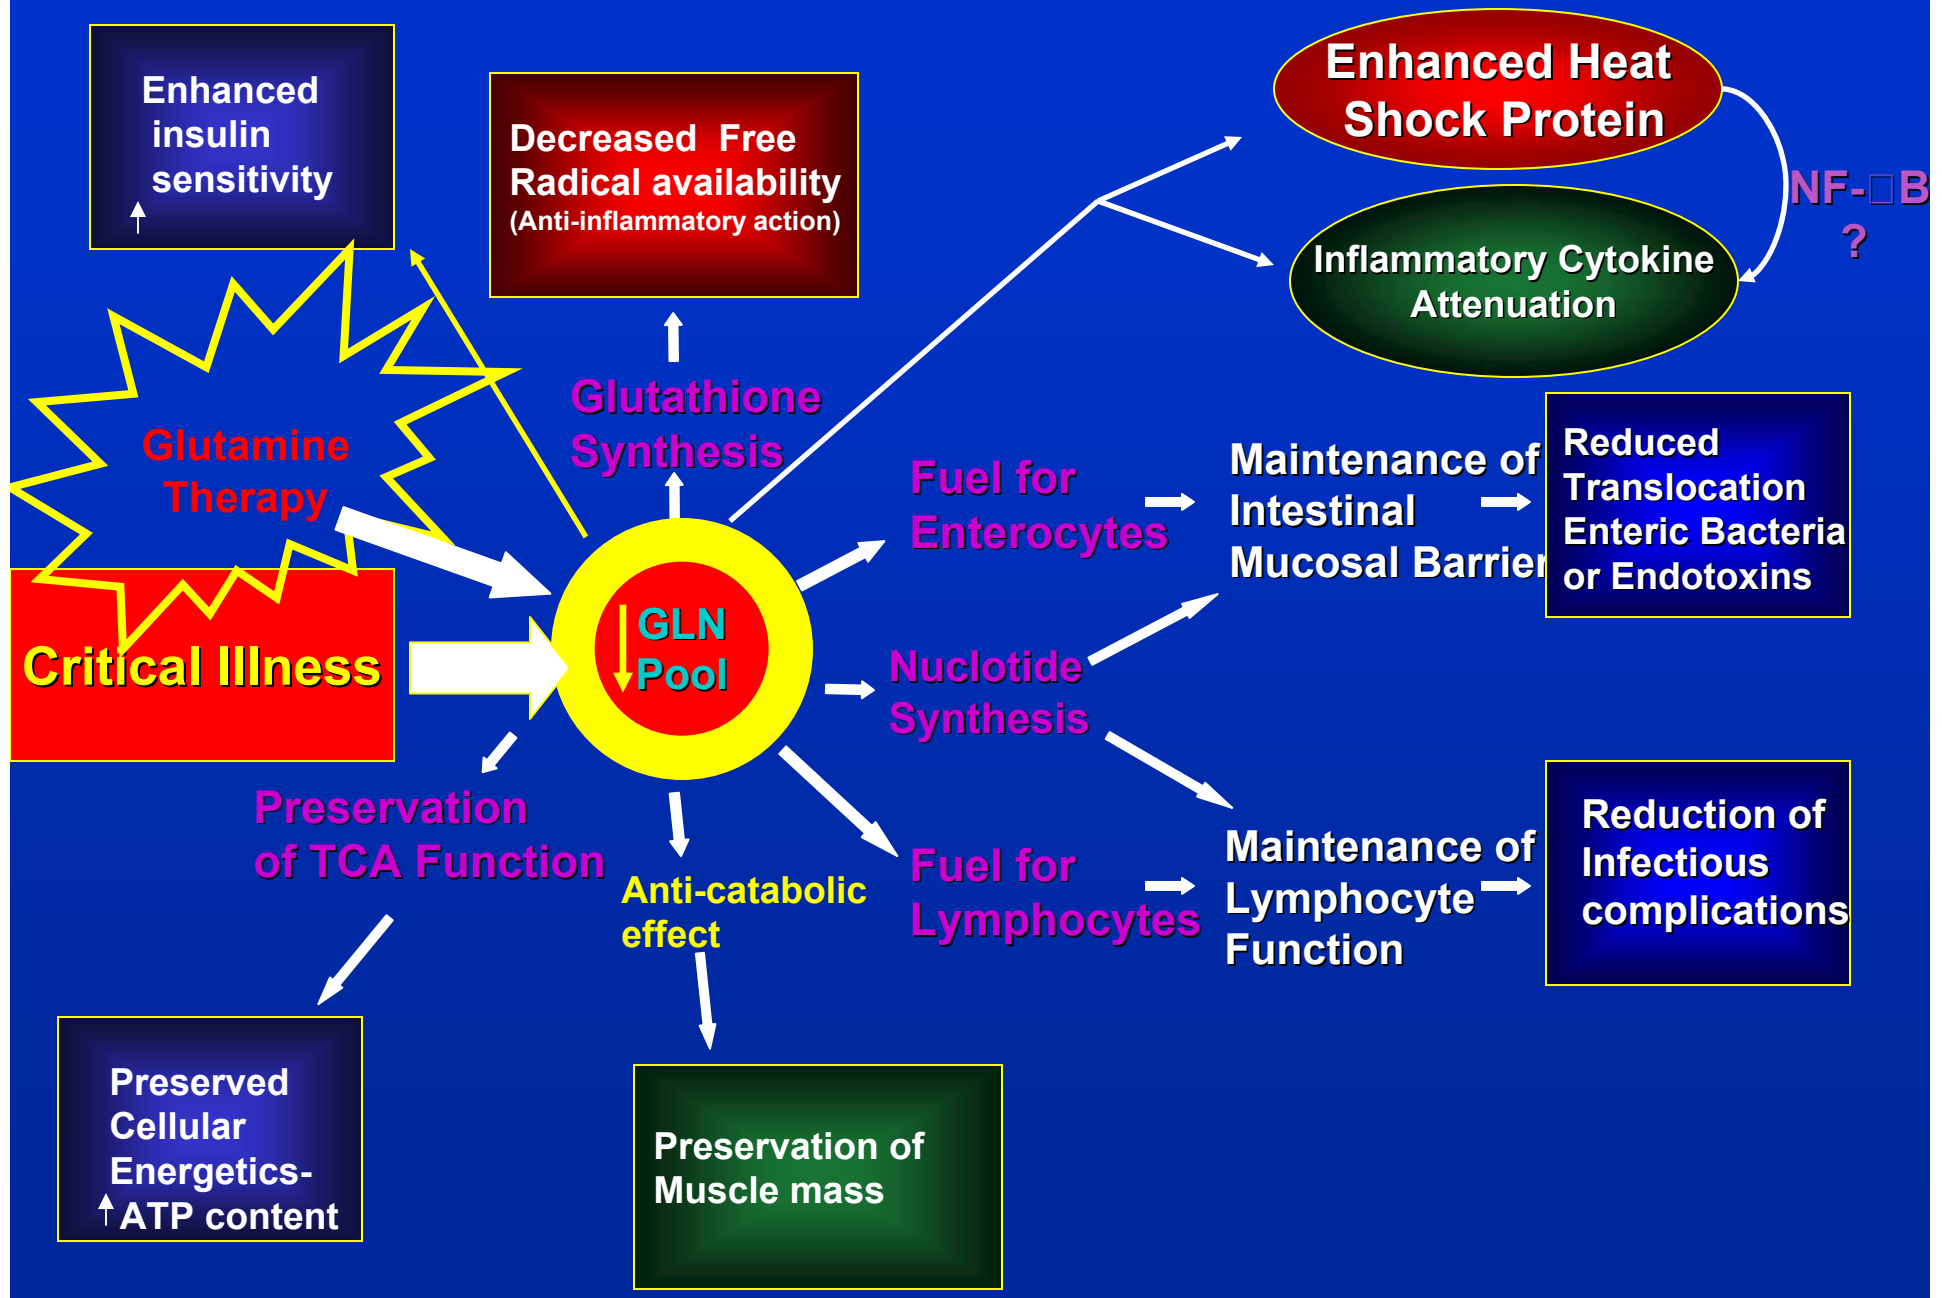 Enhanced
insulin
sensitivity
Decreased  Free
Radical availability
(Anti-inflammatory action)
Enhanced Heat
Shock Protein
NF-□B
?
Inflammatory Cytokine
Attenuation
Glutamine
Therapy
Glutathione
Synthesis
Fuel for
Enterocytes
Maintenance of
Intestinal
Mucosal Barrier
Reduced
Translocation
Enteric Bacteria
or Endotoxins
Critical Illness
GLN
Pool
Nuclotide
Synthesis
Preservation
of TCA Function
Anti-catabolic
effect
Fuel for
Lymphocytes
Maintenance of
Lymphocyte
Function
Reduction of
Infectious
complications
Preserved
Cellular
Energetics-
ATP content
Preservation of
Muscle mass